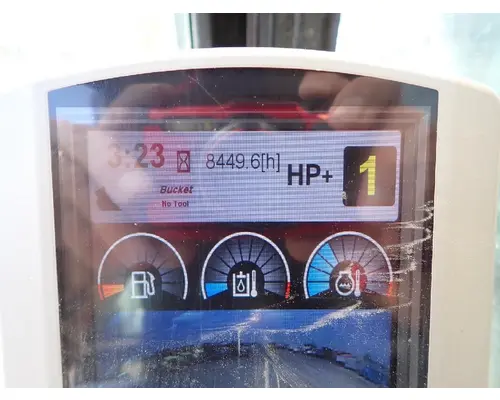 3:23 8449.6[h] HP+ 1
Bucket
No Tool